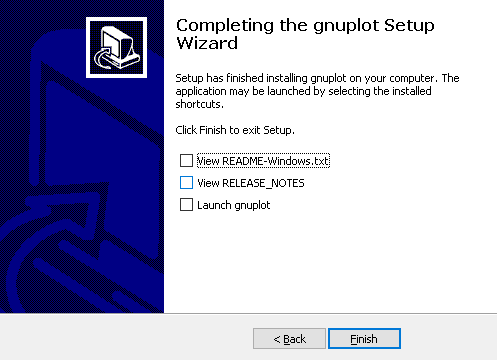 Completing the gnuplot Setup
Wizard
Setup has finished installing gnuplot on your computer. The
application may be launched by selecting the installed
shortcuts.
Click Finish to exit Setup.
View README-Windows.txt
View RELEASE_NOTES
Launch gnuplot
< Back
Finish